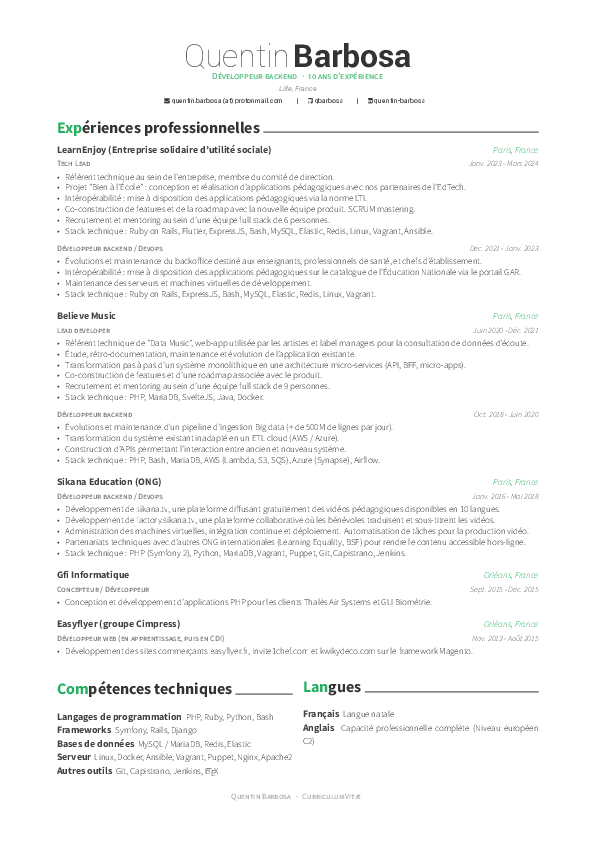 Quentin Barbosa
Développeur backend · 10 ans d'expérience
Lille, France
quentin.barbosa (at) protonmail.com | qbarbosa | quentin-barbosa
Expériences professionnelles
LearnEnjoy (Entreprise solidaire d'utilité sociale) Paris, France
Tech Lead Janv. 2023 - Mars 2024
• Référent technique au sein de l'entreprise, membre du comité de direction.
• Projet "Bien à l'École" : conception et réalisation d'applications pédagogiques avec nos partenaires de l'EdTech.
• Intéropérabilité : mise à disposition des applications pédagogiques via la norme LTI.
• Co-construction de features et de la roadmap avec la nouvelle équipe produit. SCRUM mastering.
• Recrutement et mentoring au sein d'une équipe full stack de 6 personnes.
• Stack technique : Ruby on Rails, Flutter, ExpressJS, Bash, MySQL, Elastic, Redis, Linux, Vagrant, Ansible.
Développeur backend / Devops Déc. 2021 - Janv. 2023
• Évolutions et maintenance du backoffice destiné aux enseignants, professionnels de santé, et chefs d'établissement.
• Intéropérabilité : mise à disposition des applications pédagogiques sur le catalogue de l'Éducation Nationale via le portail GAR.
• Maintenance des serveurs et machines virtuelles de développement.
• Stack technique : Ruby on Rails, ExpressJS, Bash, MySQL, Elastic, Redis, Linux, Vagrant.
Believe Music Paris, France
Lead developer Juin 2020 - Déc. 2021
• Référent technique de "Data Music", web-app utilisée par les artistes et label managers pour la consultation de données d'écoute.
• Étude, rétro-documentation, maintenance et évolution de l'application existante.
• Transformation pas à pas d'un système monolithique en une architecture micro-services (API, BFF, micro-apps).
• Co-construction de features et d'une roadmap associée avec le produit.
• Recrutement et mentoring au sein d'une équipe full stack de 9 personnes.
• Stack technique : PHP, MariaDB, SvelteJS, Java, Docker.
Développeur backend Oct. 2018 - Juin 2020
• Évolutions et maintenance d'un pipeline d'ingestion Big data (+ de 500M de lignes par jour).
• Transformation du système existant inadapté en un ETL cloud (AWS / Azure).
• Construction d'APIs permettant l'interaction entre ancien et nouveau système.
• Stack technique : PHP, Bash, MariaDB, AWS (Lambda, S3, SQS), Azure (Synapse), Airflow.
Sikana Education (ONG) Paris, France
Développeur backend / Devops Janv. 2016 - Mai 2018
• Développement de sikana.tv, une plateforme diffusant gratuitement des vidéos pédagogiques disponibles en 10 langues.
• Développement de factory.sikana.tv, une plateforme collaborative où les bénévoles traduisent et sous-titrent les vidéos.
• Administration des machines virtuelles, intégration continue et déploiement. Automatisation de tâches pour la production vidéo.
• Partenariats techniques avec d'autres ONG internationales (Learning Equality, BSF) pour rendre le contenu accessible hors-ligne.
• Stack technique : PHP (Symfony 2), Python, MariaDB, Vagrant, Puppet, Git, Capistrano, Jenkins.
Gfi Informatique Orléans, France
Concepteur / Développeur Sept. 2015 - Déc. 2015
• Conception et développement d'applications PHP pour les clients Thalès Air Systems et GLI Biométrie.
Easyflyer (groupe Cimpress) Orléans, France
Développeur web (en apprentissage, puis en CDI) Nov. 2013 - Août 2015
• Développement des sites commerçants easyflyer.fr, invite1chef.com et kwikydeco.com sur le framework Magento.
Compétences techniques
Langages de programmation PHP, Ruby, Python, Bash
Frameworks Symfony, Rails, Django
Bases de données MySQL / MariaDB, Redis, Elastic
Serveur Linux, Docker, Ansible, Vagrant, Puppet, Nginx, Apache2
Autres outils Git, Capistrano, Jenkins, LaTeX
Langues
Français Langue natale
Anglais Capacité professionnelle complète (Niveau européen
C2)
Quentin Barbosa · Curriculum Vitæ